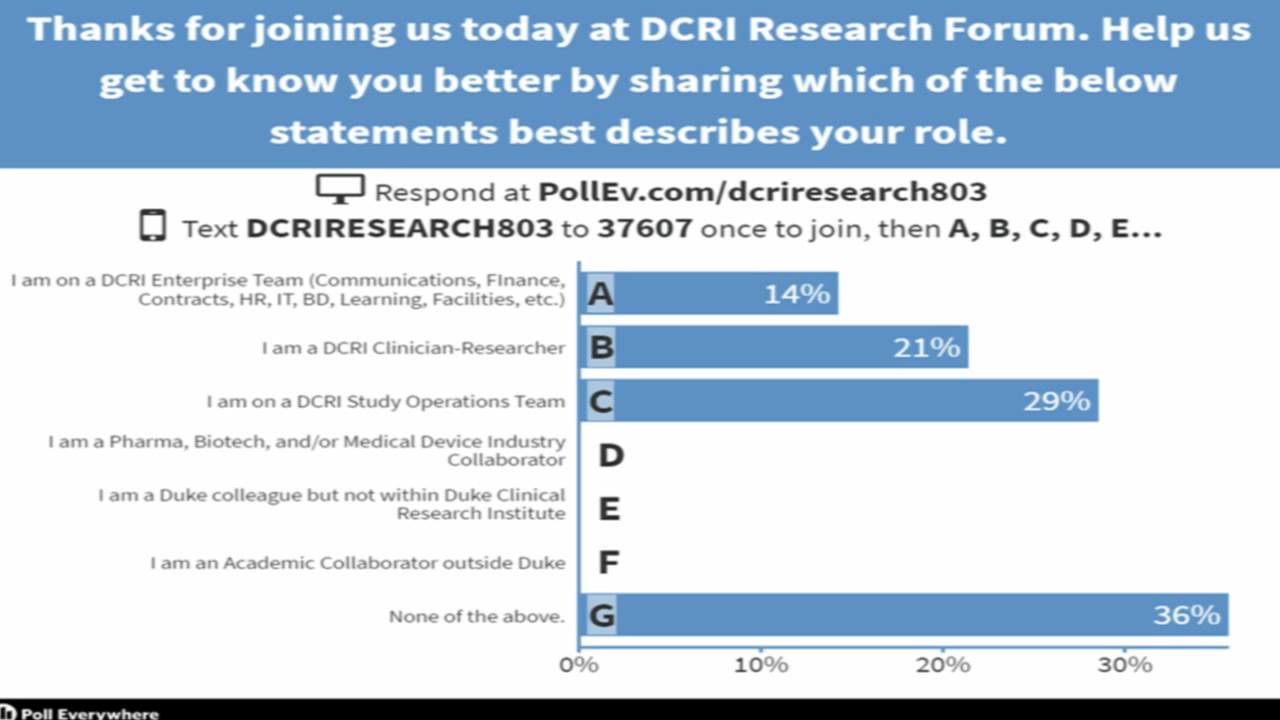 Thanks for joining us today at DCRI Research Forum. Help us
get to know you better by sharing which of the below
statements best describes your role.
Respond at PollEv.com/dcriresearch803
Text DCRIRESEARCH803 to 37607 once to join, then A, B, C, D, E...
I am on a DCRI Enterprise Team (Communications, FInance,
Contracts, HR, IT, BD, Learning, Facilities, etc.)
A 14%
I am a DCRI Clinician-Researcher
B 21%
I am on a DCRI Study Operations Team
C 29%
I am a Pharma, Biotech, and/or Medical Device Industry
Collaborator
D
I am a Duke colleague but not within Duke Clinical
Research Institute
E
I am an Academic Collaborator outside Duke
F
None of the above.
G 36%
0% 10% 20% 30%
Poll Everywhere